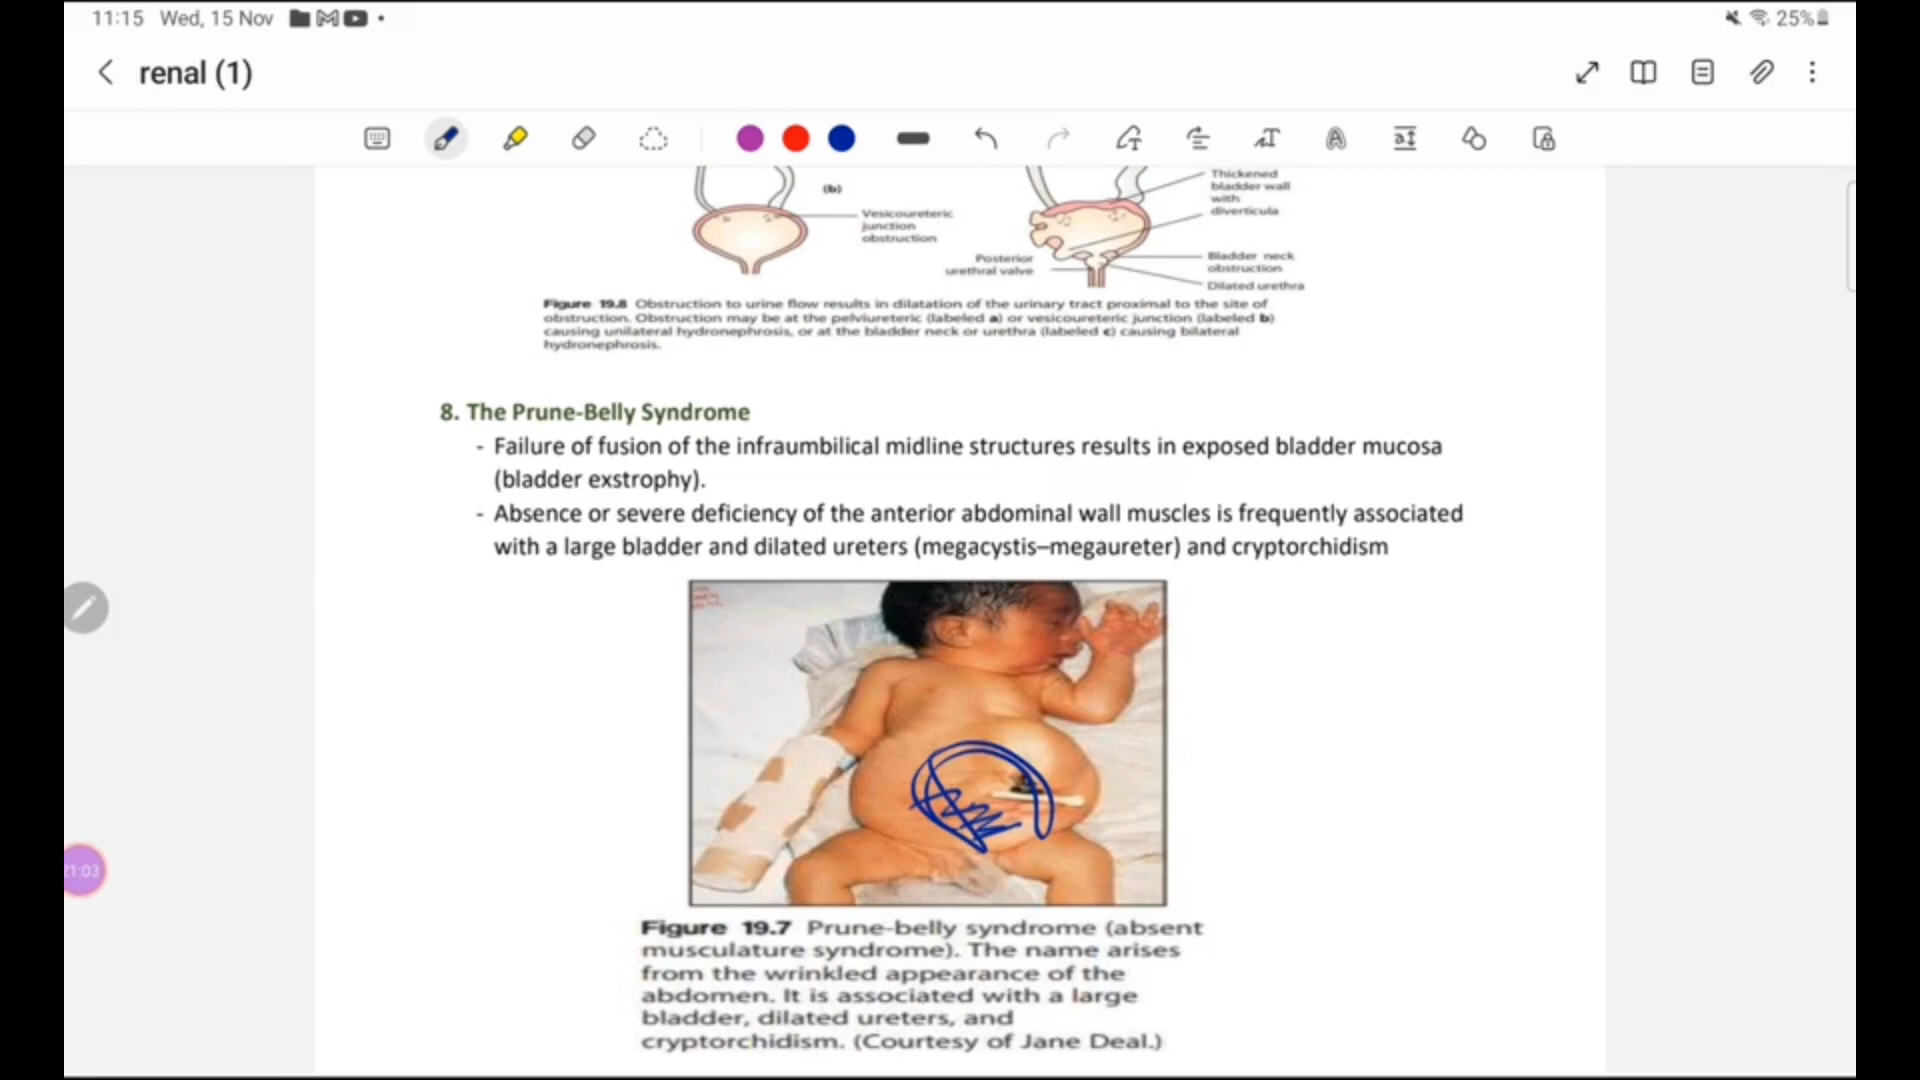 11:15 Wed, 15 Nov
25%
renal (1)
(b)
Vesicoureteric
junction
obstruction
Thickened
bladder wall
with
diverticula
Posterior
urethral valve
Bladder neck
obstruction
Dilated urethra
Figure 19.8 Obstruction to urine flow results in dilatation of the urinary tract proximal to the site of
obstruction. Obstruction may be at the pelviureteric (labeled a) or vesicoureteric junction (labeled b)
causing unilateral hydronephrosis, or at the bladder neck or urethra (labeled c) causing bilateral
hydronephrosis.
8. The Prune-Belly Syndrome
- Failure of fusion of the infraumbilical midline structures results in exposed bladder mucosa
(bladder exstrophy).
- Absence or severe deficiency of the anterior abdominal wall muscles is frequently associated
with a large bladder and dilated ureters (megacystis–megaureter) and cryptorchidism
21:03
Figure 19.7 Prune-belly syndrome (absent
musculature syndrome). The name arises
from the wrinkled appearance of the
abdomen. It is associated with a large
bladder, dilated ureters, and
cryptorchidism. (Courtesy of Jane Deal.)